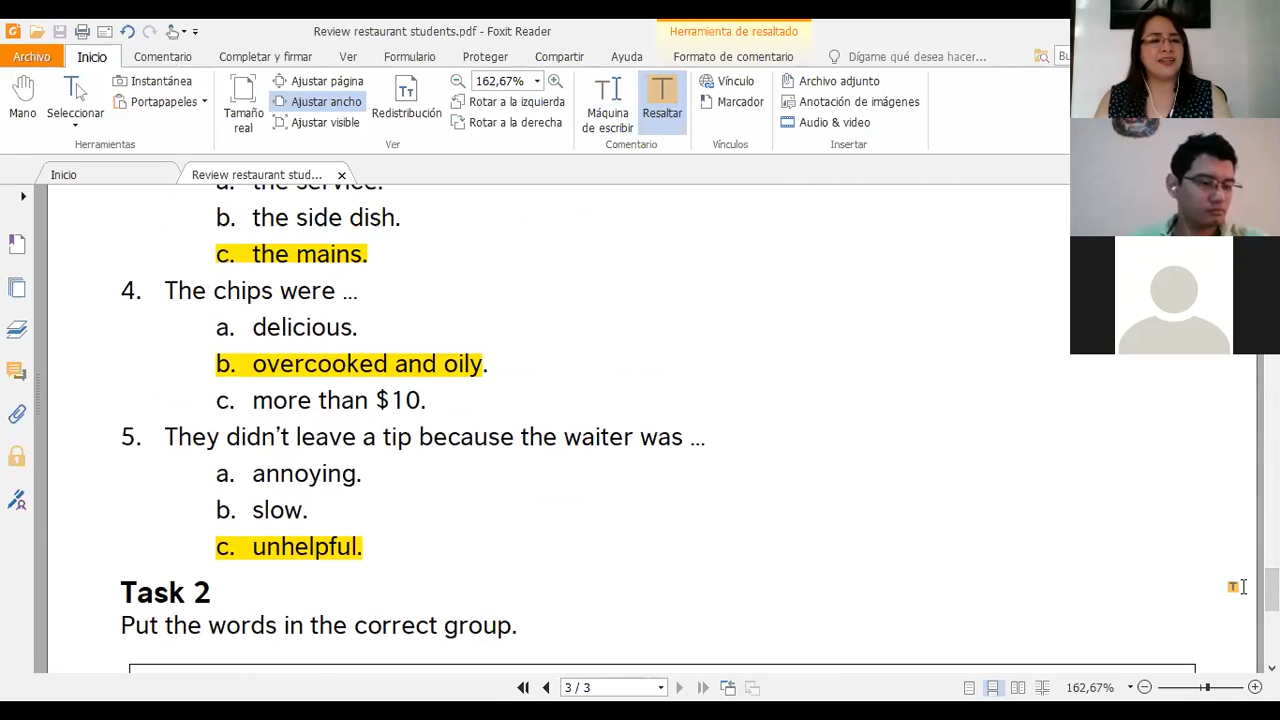 Review restaurant students.pdf - Foxit Reader
Herramienta de resaltado
Archivo Inicio Comentario Completar y firmar Ver Formulario Proteger Compartir Ayuda Formato de comentario Dígame qué desea hacer...
Mano
Seleccionar
Instantánea
Portapapeles
Herramientas
Tamaño real
Ajustar página
Ajustar ancho
Ajustar visible
Redistribución
162,67%
Rotar a la izquierda
Rotar a la derecha
Ver
Máquina de escribir
Resaltar
Comentario
Vínculo
Marcador
Vínculos
Archivo adjunto
Anotación de imágenes
Audio & video
Insertar
Inicio
Review restaurant stud...
a. the service.
b. the side dish.
c. the mains.
4. The chips were ...
a. delicious.
b. overcooked and oily.
c. more than $10.
5. They didn't leave a tip because the waiter was ...
a. annoying.
b. slow.
c. unhelpful.
Task 2
Put the words in the correct group.
3 / 3
162,67%